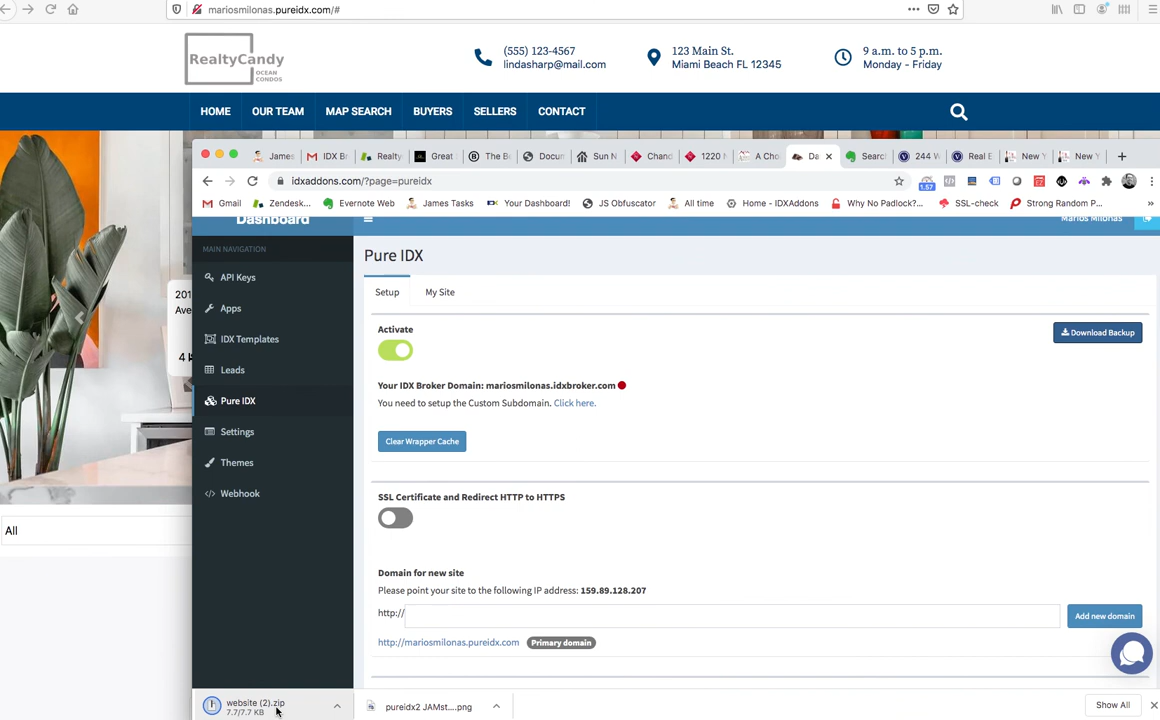 mariosmilonas.pureidx.com/#
RealtyCandy
OCEAN
CONDOS
(555) 123-4567
lindasharp@mail.com
123 Main St.
Miami Beach FL 12345
9 a.m. to 5 p.m.
Monday - Friday
HOME OUR TEAM MAP SEARCH BUYERS SELLERS CONTACT
James IDX Br Realty Great The B Docum Sun N Chand 1220 A Cho Da Search 244 W Real E New Y New Y
idxaddons.com/?page=pureidx
1.57
Gmail Zendesk... Evernote Web James Tasks Your Dashboard! JS Obfuscator All time Home - IDXAddons Why No Padlock?... SSL-check Strong Random P... »
Dashboard
Marios Milonas
MAIN NAVIGATION
API Keys
Apps
IDX Templates
Leads
Pure IDX
Settings
Themes
Webhook
201
Ave
4
All
Pure IDX
Setup My Site
Activate
Download Backup
Your IDX Broker Domain: mariosmilonas.idxbroker.com
You need to setup the Custom Subdomain. Click here.
Clear Wrapper Cache
SSL Certificate and Redirect HTTP to HTTPS
Domain for new site
Please point your site to the following IP address: 159.89.128.207
http://
Add new domain
http://mariosmilonas.pureidx.com Primary domain
website (2).zip
7.7/7.7 KB
pureidx2 JAMst....png
Show All